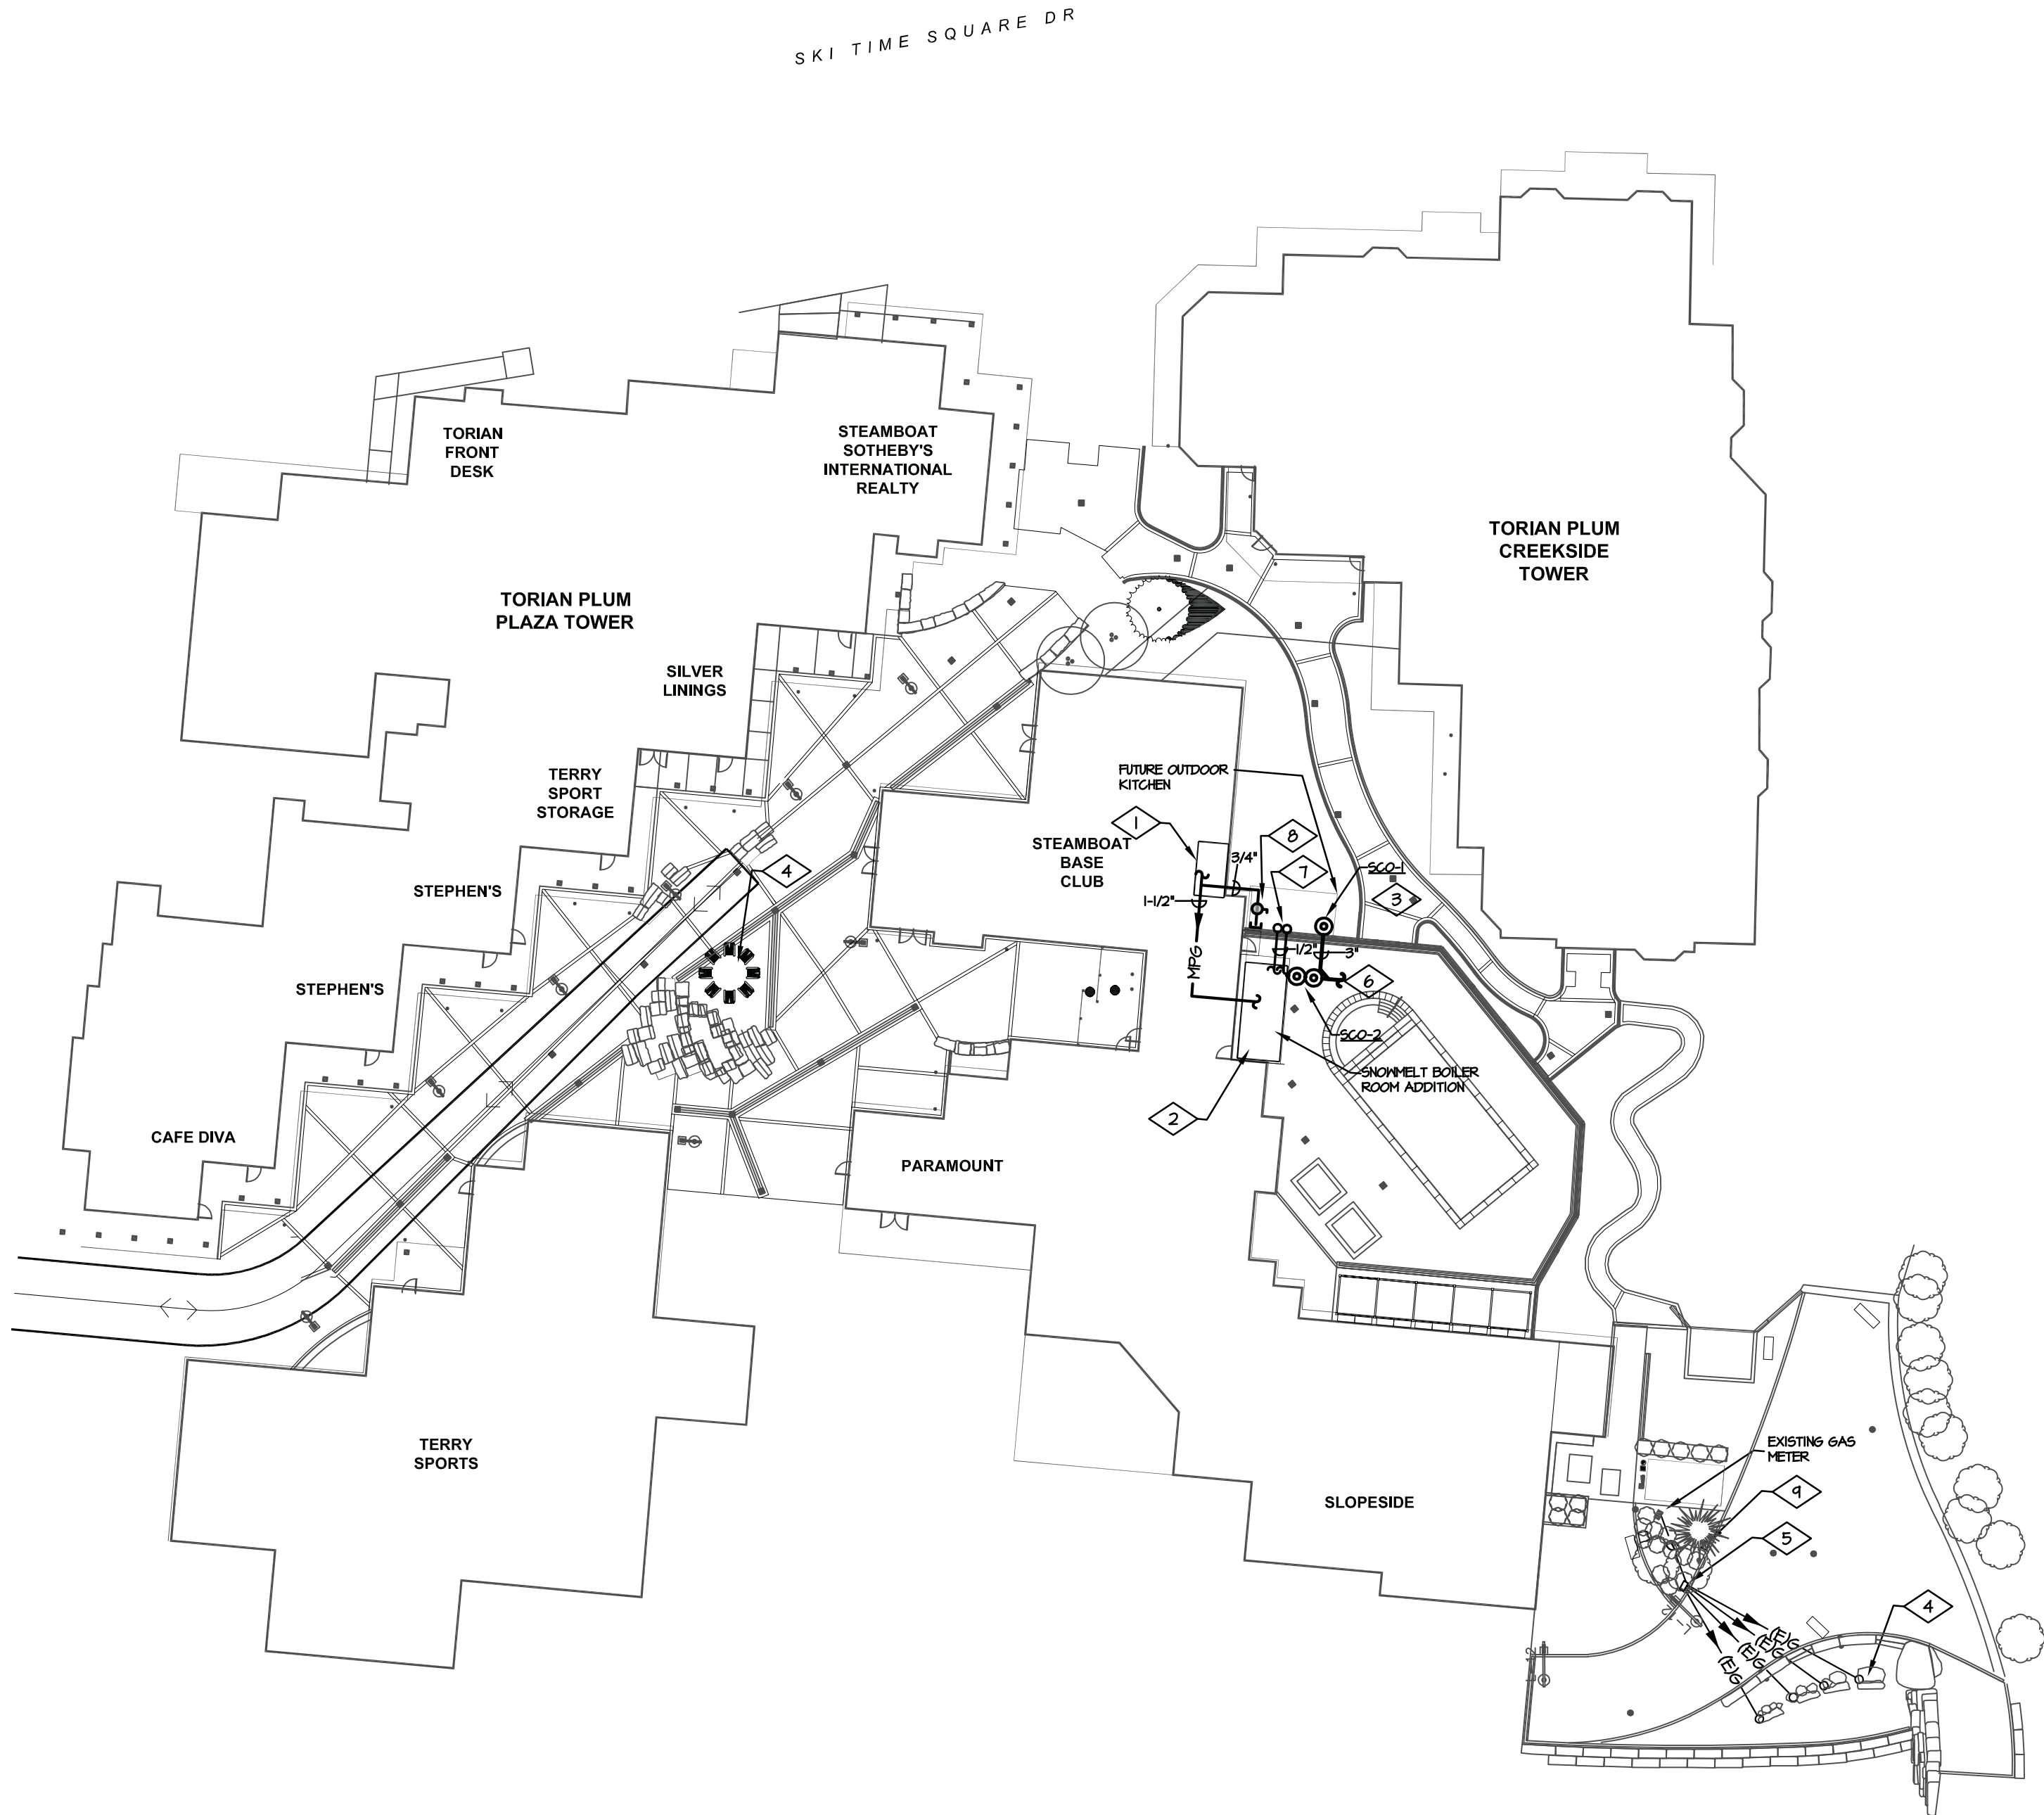 SKI TIME SQUARE DR
TORIAN
FRONT
DESK
STEAMBOAT
SOTHEBY'S
INTERNATIONAL
REALTY
TORIAN PLUM
CREEKSIDE
TOWER
TORIAN PLUM
PLAZA TOWER
SILVER
LININGS
TERRY
SPORT
STORAGE
FUTURE OUTDOOR
KITCHEN
1
8
STEAMBOAT
BASE
CLUB
3/4"
7
SCO-1
4
3
STEPHEN'S
1-1/2"
MPG
1/2"
3"
6
STEPHEN'S
SCO-2
SNOWMELT BOILER
ROOM ADDITION
2
CAFE DIVA
PARAMOUNT
TERRY
SPORTS
EXISTING GAS
METER
SLOPESIDE
9
5
4
(E)G
(E)G
(E)G
(E)G